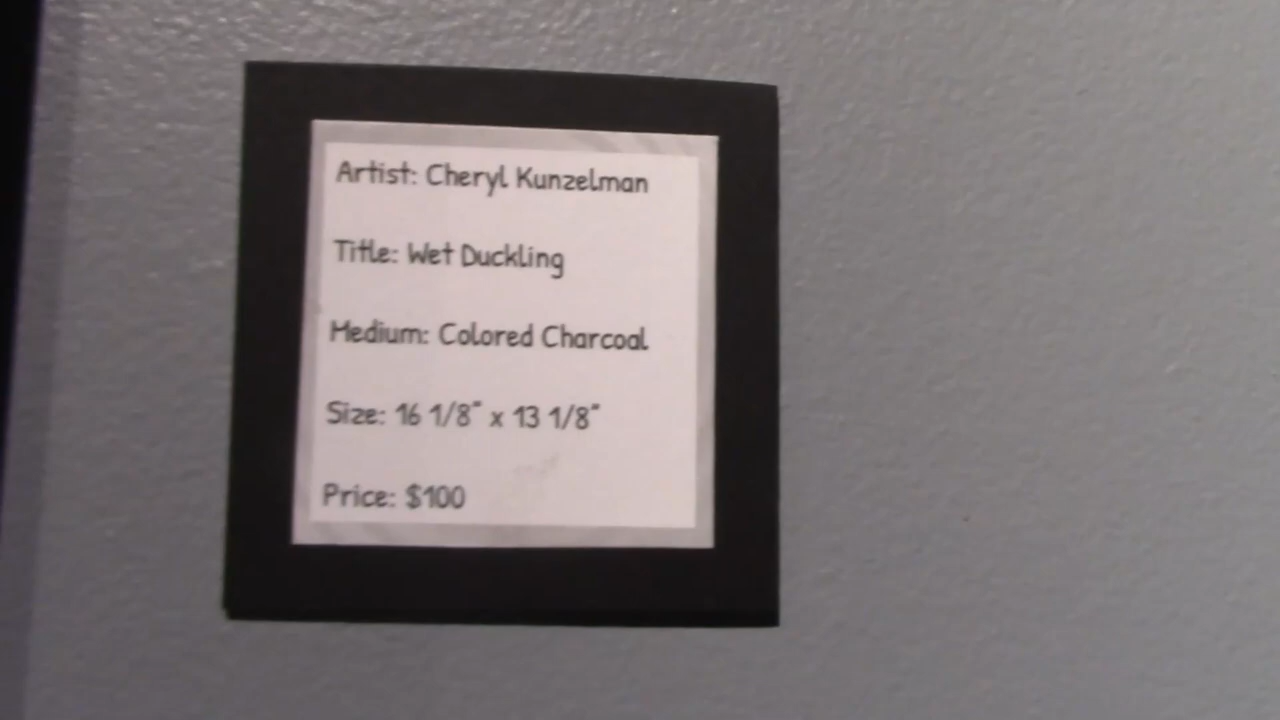 Artist: Cheryl Kunzelman
Title: Wet Duckling
Medium: Colored Charcoal
Size: 16 1/8" x 13 1/8"
Price: $100